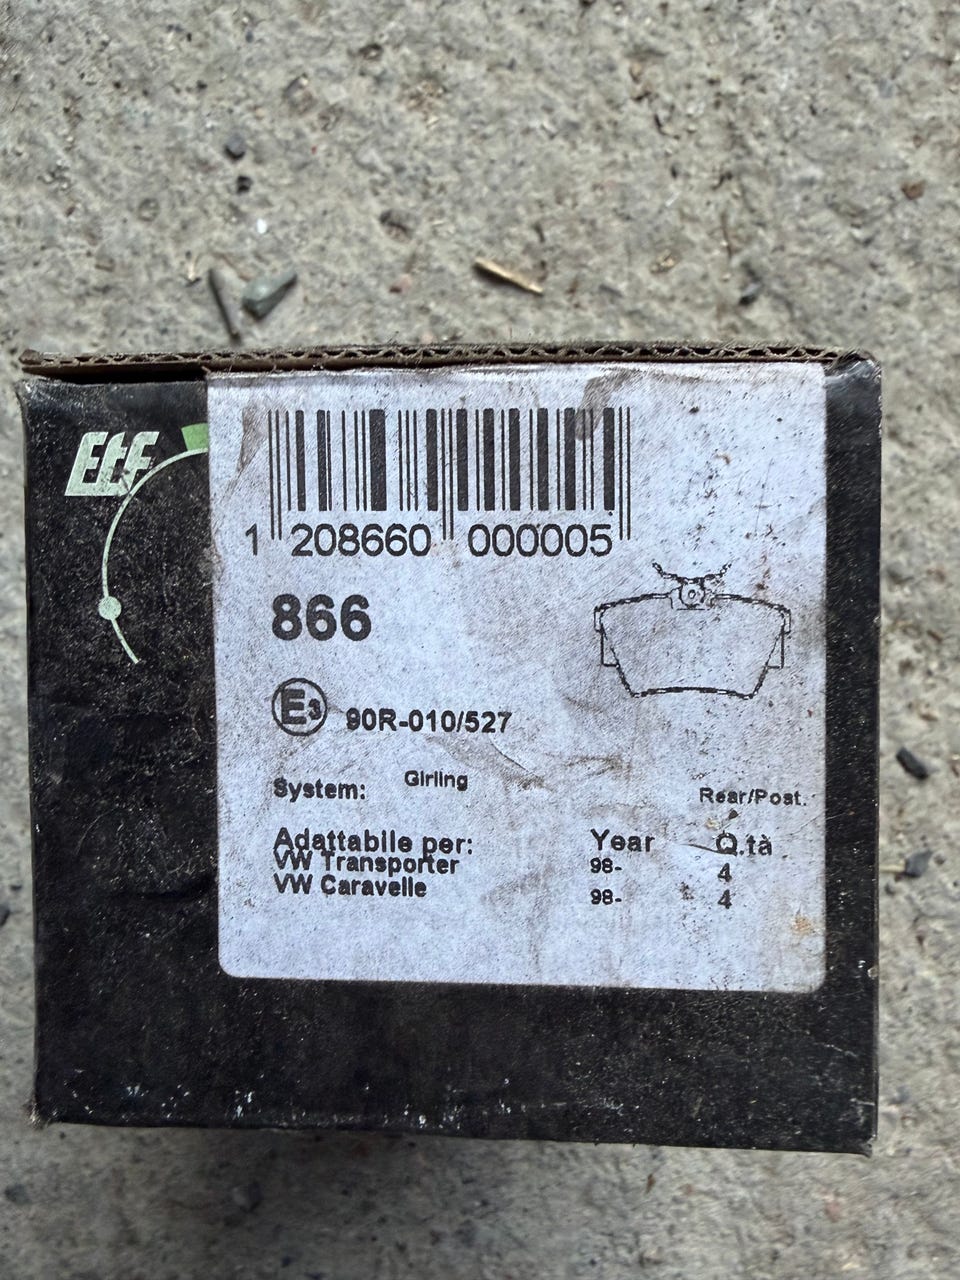 EtF
1 208660 000005
866
E3 90R-010/527
System: Girling
Rear/Post.
Adattabile per: Year Q.tà
VW Transporter 98- 4
VW Caravelle 98- 4